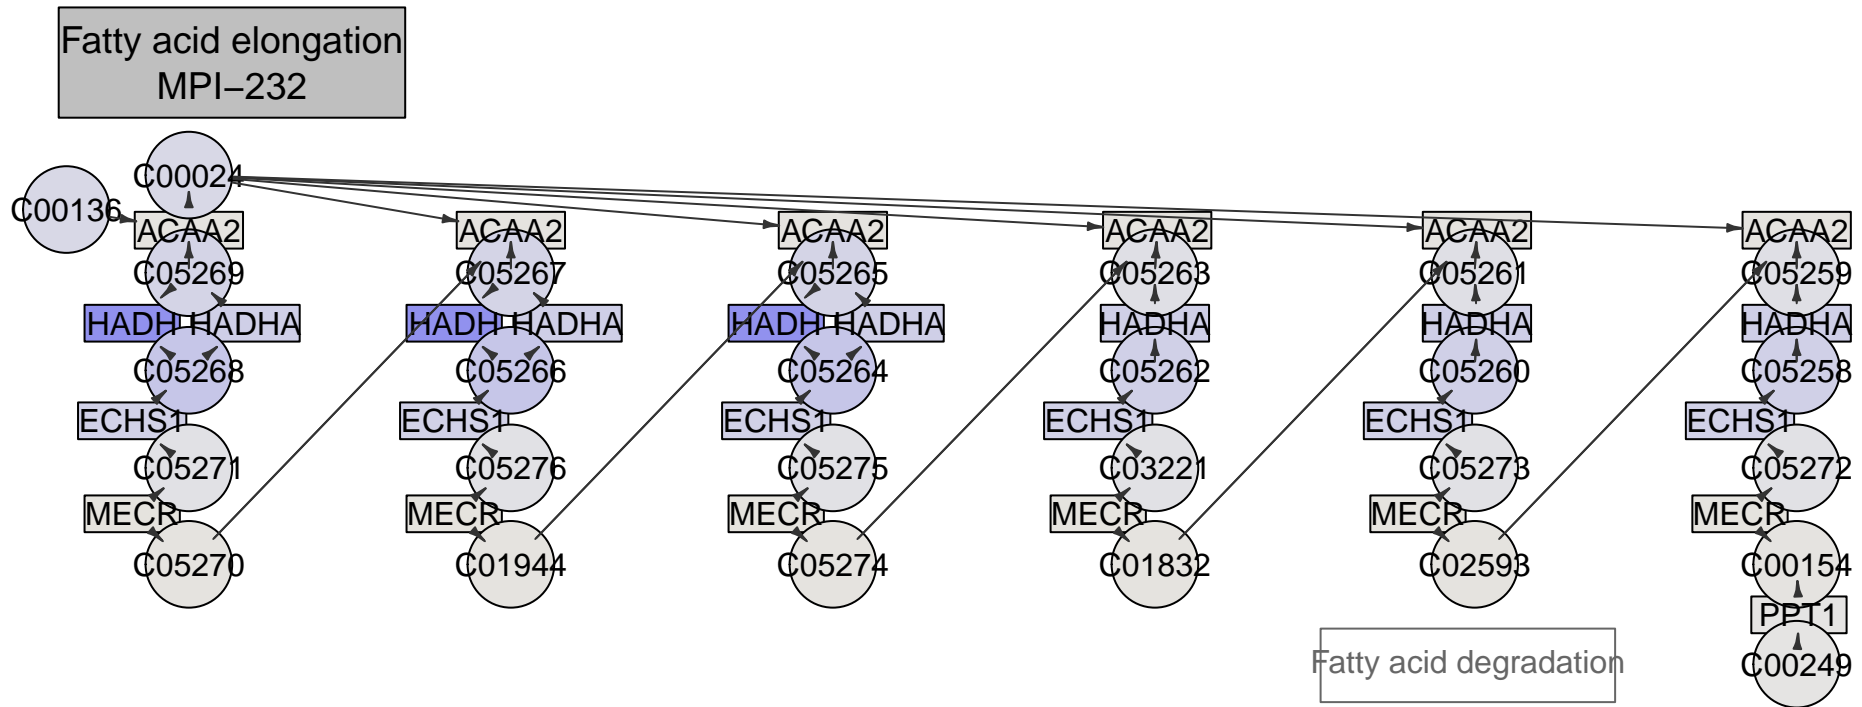 Fatty acid elongation
MPI−232
C00024
C00136
ACAA2 ACAA2 ACAA2 ACAA2 ACAA2 ACAA2
C05269 C05267 C05265 C05263 C05261 C05259
HADH HADHA HADH HADHA HADH HADHA HADHA HADHA HADHA
C05268 C05266 C05264 C05262 C05260 C05258
ECHS1 ECHS1 ECHS1 ECHS1 ECHS1 ECHS1
C05271 C05276 C05275 C03221 C05273 C05272
MECR MECR MECR MECR MECR MECR
C05270 C01944 C05274 C01832 C02593 C00154
PPT1
Fatty acid degradation C00249